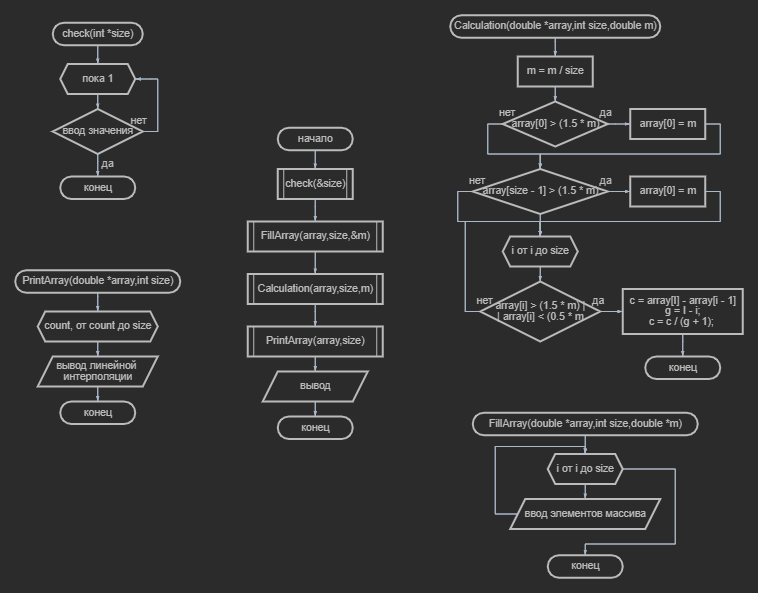 check(int *size)
пока 1
ввод значения
нет
да
конец
PrintArray(double *array,int size)
count, от count до size
вывод линейной
интерполяции
конец
начало
check(&size)
FillArray(array,size,&m)
Calculation(array,size,m)
PrintArray(array,size)
вывод
конец
Calculation(double *array,int size,double m)
m = m / size
нет
array[0] > (1.5 * m)
да
array[0] = m
нет
array[size - 1] > (1.5 * m)
да
array[0] = m
i от i до size
нет
array[i] > (1.5 * m) |
| array[i] < (0.5 * m
да
c = array[l] - array[i - 1]
g = l - i;
c = c / (g + 1);
конец
FillArray(double *array,int size,double *m)
i от i до size
ввод элементов массива
конец